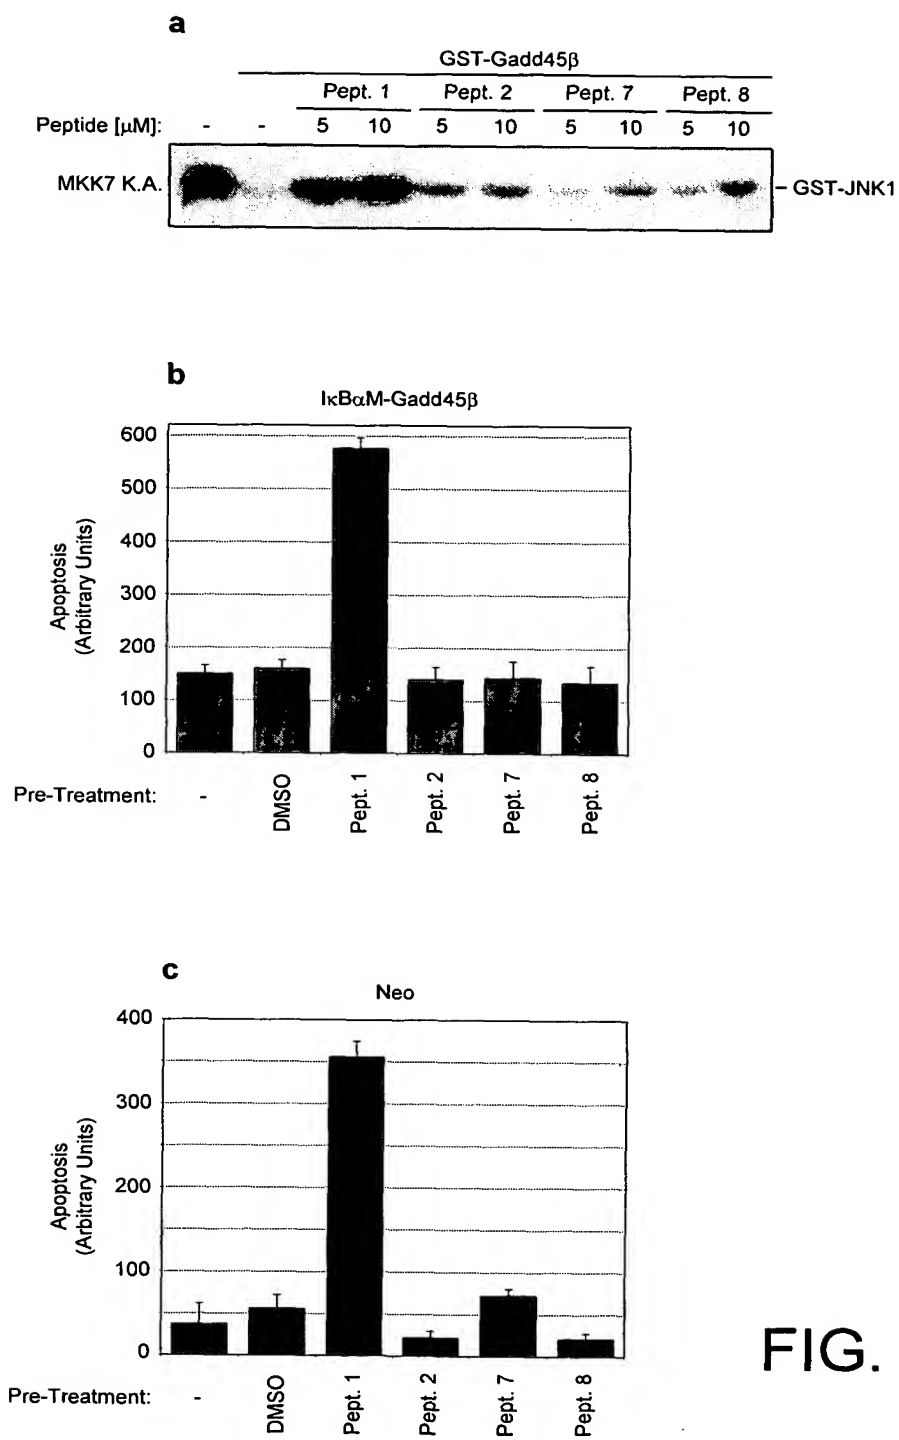 a
GST-Gadd45β
Pept. 1 Pept. 2 Pept. 7 Pept. 8
Peptide [µM]: - - 5 10 5 10 5 10 5 10
MKK7 K.A.
GST-JNK1
b
IκBαM-Gadd45β
Apoptosis
(Arbitrary Units)
600
500
400
300
200
100
0
Pre-Treatment: - DMSO Pept. 1 Pept. 2 Pept. 7 Pept. 8
c
Neo
Apoptosis
(Arbitrary Units)
400
300
200
100
0
Pre-Treatment: - DMSO Pept. 1 Pept. 2 Pept. 7 Pept. 8
FIG.